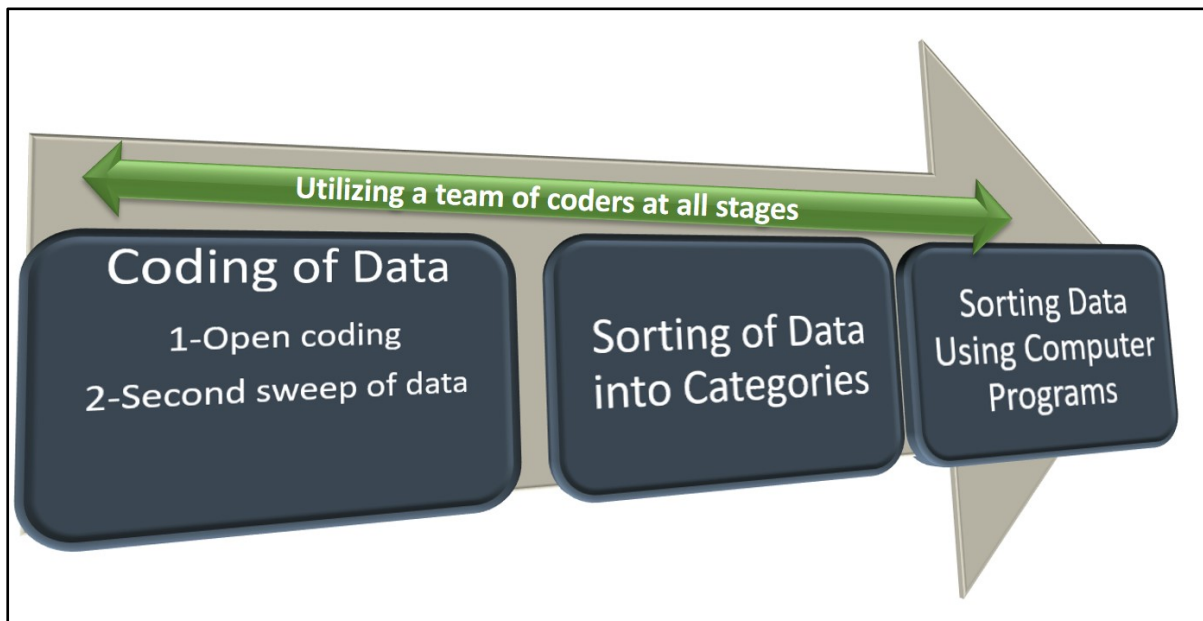 Utilizing a team of coders at all stages
Coding of Data
1-Open coding
2-Second sweep of data
Sorting of Data
into Categories
Sorting Data
Using Computer
Programs